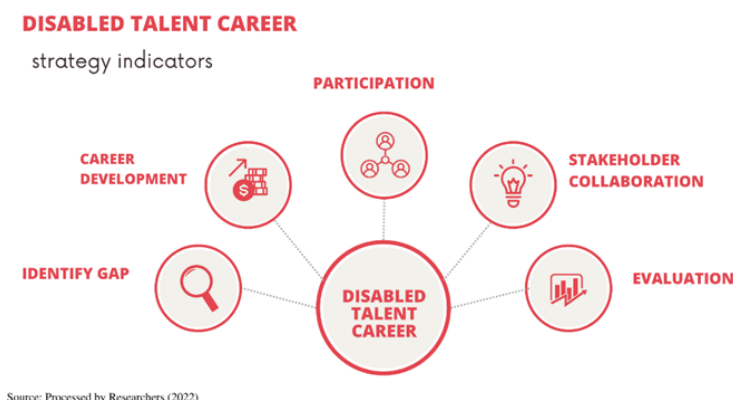 DISABLED TALENT CAREER
strategy indicators
PARTICIPATION
CAREER
DEVELOPMENT
STAKEHOLDER
COLLABORATION
IDENTIFY GAP
EVALUATION
DISABLED
TALENT
CAREER
$
Source: Processed by Researchers (2022)